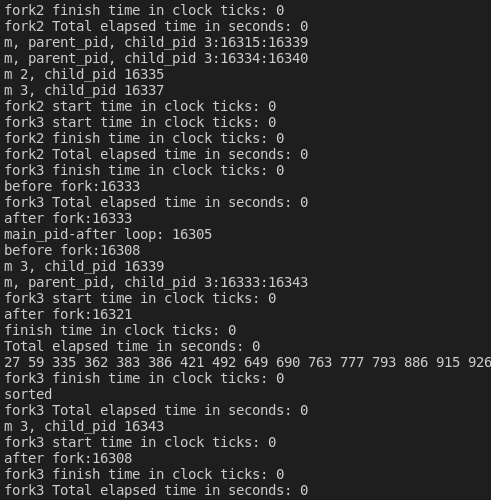 fork2 finish time in clock ticks: 0
fork2 Total elapsed time in seconds: 0
m, parent_pid, child_pid 3:16315:16339
m, parent_pid, child_pid 3:16334:16340
m 2, child_pid 16335
m 3, child_pid 16337
fork2 start time in clock ticks: 0
fork3 start time in clock ticks: 0
fork2 finish time in clock ticks: 0
fork2 Total elapsed time in seconds: 0
fork3 finish time in clock ticks: 0
before fork:16333
fork3 Total elapsed time in seconds: 0
after fork:16333
main_pid-after loop: 16305
before fork:16308
m 3, child_pid 16339
m, parent_pid, child_pid 3:16333:16343
fork3 start time in clock ticks: 0
after fork:16321
finish time in clock ticks: 0
Total elapsed time in seconds: 0
27 59 335 362 383 386 421 492 649 690 763 777 793 886 915 926
fork3 finish time in clock ticks: 0
sorted
fork3 Total elapsed time in seconds: 0
m 3, child_pid 16343
fork3 start time in clock ticks: 0
after fork:16308
fork3 finish time in clock ticks: 0
fork3 Total elapsed time in seconds: 0